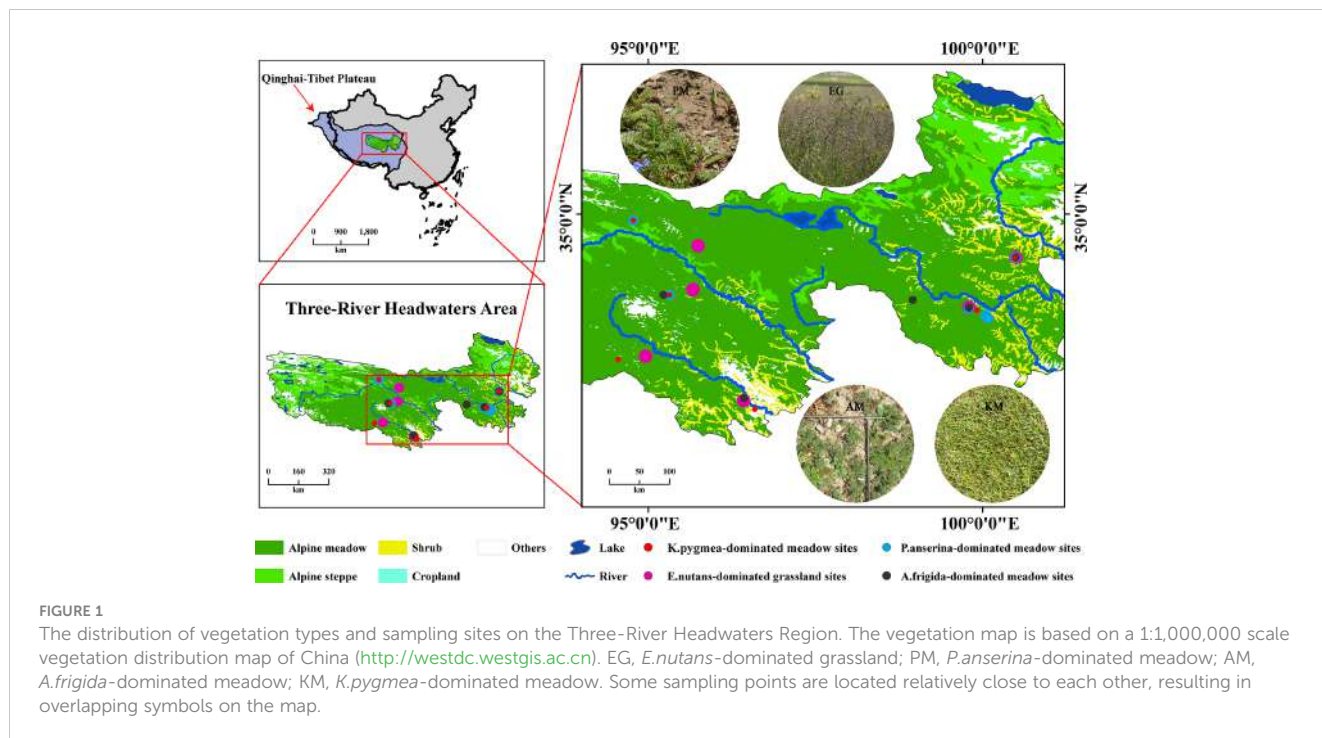 95°0'0"E
100°0'0"E
Qinghai-Tibet Plateau
PM
EG
35°0'0"N
35°0'0"N
0 900 1,800
km
Three-River Headwaters Area
AM
KM
0 160 320
km
0 50 100
km
95°0'0"E
100°0'0"E
Alpine meadow
Shrub
Others
Lake
K.pygmea-dominated meadow sites
P.anserina-dominated meadow sites
Alpine steppe
Cropland
River
E.nutans-dominated grassland sites
A.frigida-dominated meadow sites
FIGURE 1
The distribution of vegetation types and sampling sites on the Three-River Headwaters Region. The vegetation map is based on a 1:1,000,000 scale
vegetation distribution map of China (http://westdc.westgis.ac.cn). EG, E.nutans-dominated grassland; PM, P.anserina-dominated meadow; AM,
A.frigida-dominated meadow; KM, K.pygmea-dominated meadow. Some sampling points are located relatively close to each other, resulting in
overlapping symbols on the map.